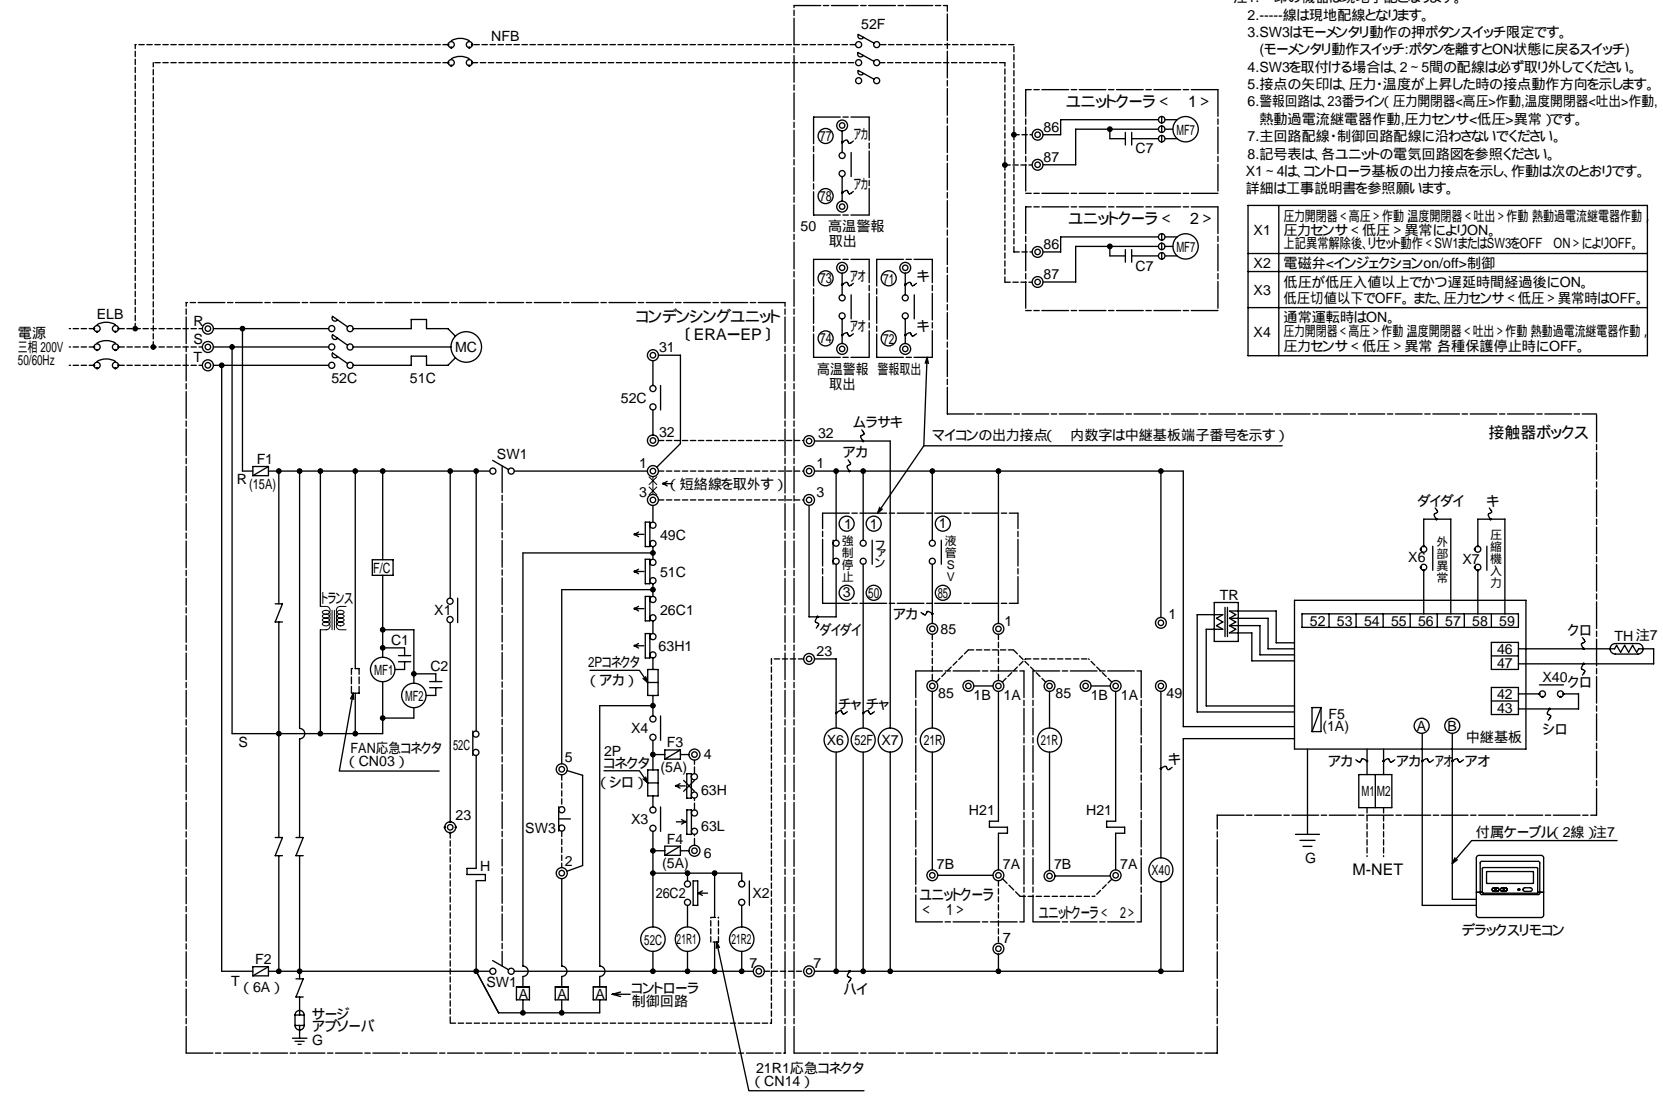 2.-----線は現地配線となります。
3.SW3はモーメンタリ動作の押ボタンスイッチ限定です。
(モーメンタリ動作スイッチ:ボタンを離すとON状態に戻るスイッチ)
4.SW3を取付ける場合は、2~5間の配線は必ず取り外してください。
5.接点の矢印は、圧力・温度が上昇した時の接点動作方向を示します。
6.警報回路は、23番ライン(圧力開閉器<高圧>作動,温度開閉器<吐出>作動,
熱動過電流継電器作動,圧力センサ<低圧>異常)です。
7.主回路配線・制御回路配線に沿わさないでください。
8.記号表は、各ユニットの電気回路図を参照ください。
X1~4は、コントローラ基板の出力接点を示し、作動は次のとおりです。
詳細は工事説明書を参照願います。
X1
圧力開閉器<高圧>作動 温度開閉器<吐出>作動 熱動過電流継電器作動,
圧力センサ<低圧>異常によりON。
上記異常解除後、リセット動作<SW1またはSW3をOFF ON>によりOFF。
X2 電磁弁<インジェクションon/off>制御
X3
低圧が低圧入値以上でかつ遅延時間経過後にON。
低圧切値以下でOFF。また、圧力センサ<低圧>異常時はOFF。
X4
通常運転時はON。
圧力開閉器<高圧>作動 温度開閉器<吐出>作動 熱動過電流継電器作動,
圧力センサ<低圧>異常 各種保護停止時にOFF。
NFB
52F
ユニットクーラ< 1>
86
87
MF7
C7
ユニットクーラ< 2>
86
87
MF7
C7
77
アカ
78
アカ
50 高温警報
取出
73
アオ
74
アオ
高温警報
取出
71
キ
72
キ
警報取出
ELB
電源
三相 200V
50/60Hz
R
S
T
52C
51C
MC
コンデンシングユニット
〔ERAーEP〕
31
52C
32
1
3
(短絡線を取外す)
SW1
F1
R (15A)
トランス
F/C
C1
MF1
C2
MF2
S
FAN応急コネクタ
(CN03)
X1
23
52C
H
SW3
5
2
49C
51C
26C1
63H1
2Pコネクタ
(アカ)
X4
2P
コネクタ
(シロ)
F3
(5A)
4
63H
63L
X3
F4
(5A)
6
26C2
X2
52C
21R1
21R2
7
F2
T (6A)
SW1
A
A
A
コントローラ
制御回路
サージ
アブソーバ
G
21R1応急コネクタ
(CN14)
ムラサキ
32
アカ
1
3
マイコンの出力接点( 内数字は中継基板端子番号を示す)
接触器ボックス
1
強制停止
3
1
ファン
50
1
液管SV
85
ダイダイ
アカ
85
1
23
チャ
チャ
X6
52F
X7
85
1B
1A
21R
H21
7B
7A
ユニットクーラ
< 1>
7
85
1B
1A
21R
H21
7B
7A
ユニットクーラ< 2>
1
49
キ
X40
7
ハイ
TR
ダイダイ
キ
X6
外部異常
X7
圧縮機入力
52 53 54 55 56 57 58 59
46
47
クロ
クロ
TH 注7
42
43
X40
シロ
F5
(1A)
A
B
中継基板
アカ
アカ
アオ
アオ
M1
M2
G
M-NET
付属ケーブル(2線)注7
デラックスリモコン